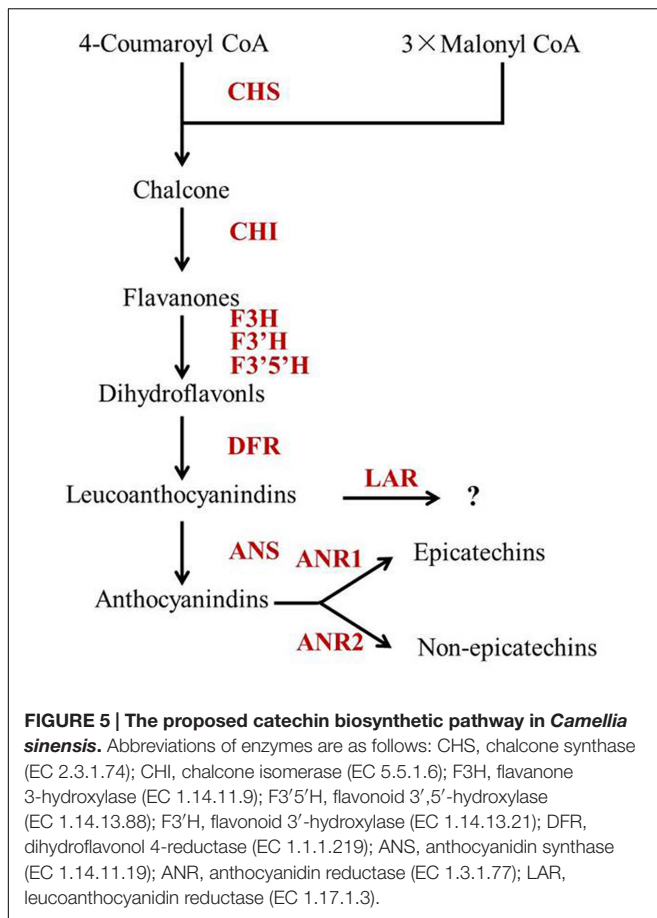 4-Coumaroyl CoA 3×Malonyl CoA
CHS
Chalcone
CHI
Flavanones
F3H
F3'H
F3'5'H
Dihydroflavonls
DFR
Leucoanthocyanindins LAR ?
ANS ANR1 Epicatechins
Anthocyanindins
ANR2 Non-epicatechins
FIGURE 5 | The proposed catechin biosynthetic pathway in Camellia
sinensis. Abbreviations of enzymes are as follows: CHS, chalcone synthase
(EC 2.3.1.74); CHI, chalcone isomerase (EC 5.5.1.6); F3H, flavanone
3-hydroxylase (EC 1.14.11.9); F3′5′H, flavonoid 3′,5′-hydroxylase
(EC 1.14.13.88); F3′H, flavonoid 3′-hydroxylase (EC 1.14.13.21); DFR,
dihydroflavonol 4-reductase (EC 1.1.1.219); ANS, anthocyanidin synthase
(EC 1.14.11.19); ANR, anthocyanidin reductase (EC 1.3.1.77); LAR,
leucoanthocyanidin reductase (EC 1.17.1.3).